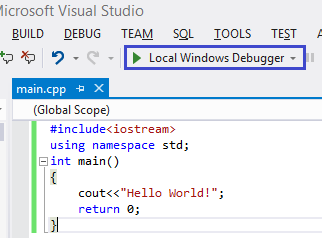 Microsoft Visual Studio
BUILD DEBUG TEAM SQL TOOLS TEST
Local Windows Debugger
main.cpp
(Global Scope)
#include<iostream>
using namespace std;
int main()
{
cout<<"Hello World!";
return 0;
}